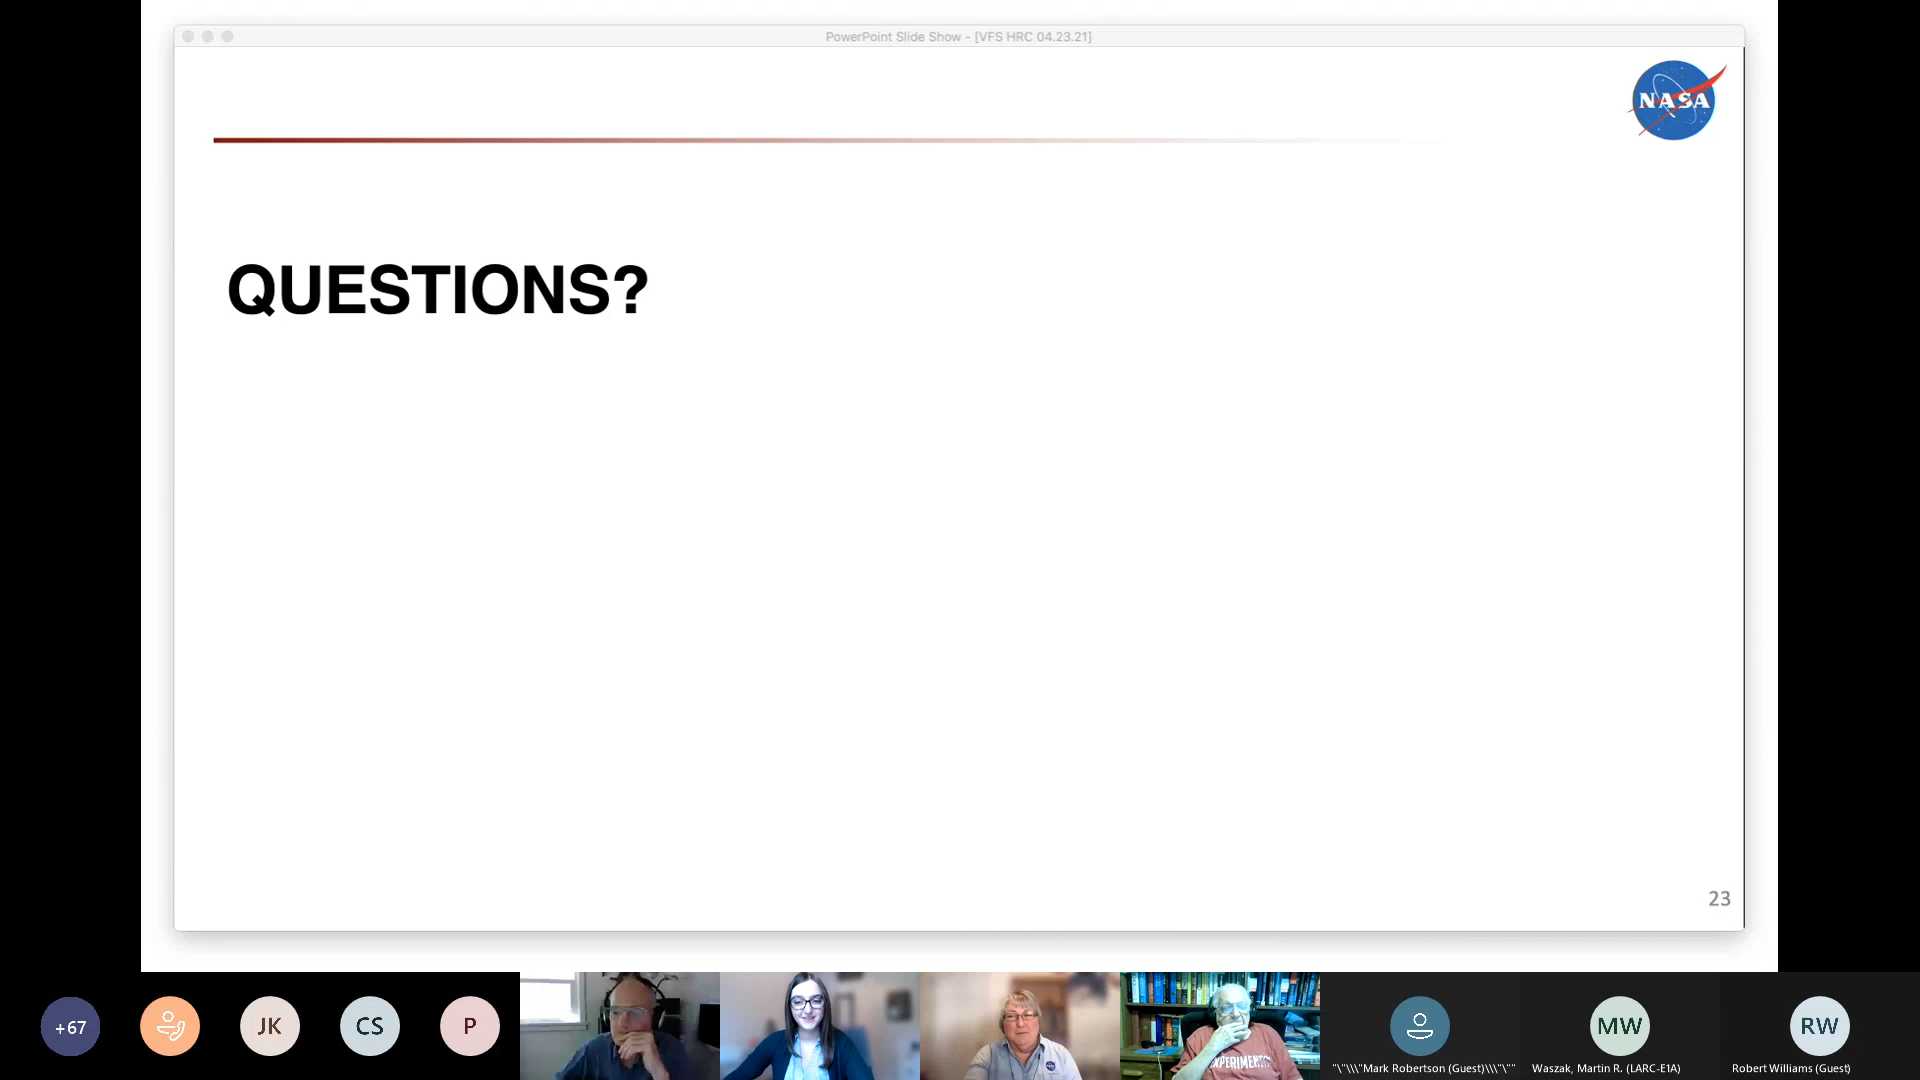 PowerPoint Slide Show - [VFS HRC 04.23.21]
NASA
QUESTIONS?
23
+67
JK
CS
P
EXPERIMENTS
MW
RW
"\"\\\"Mark Robertson (Guest)\\\"\""
Waszak, Martin R. (LARC-E1A)
Robert Williams (Guest)